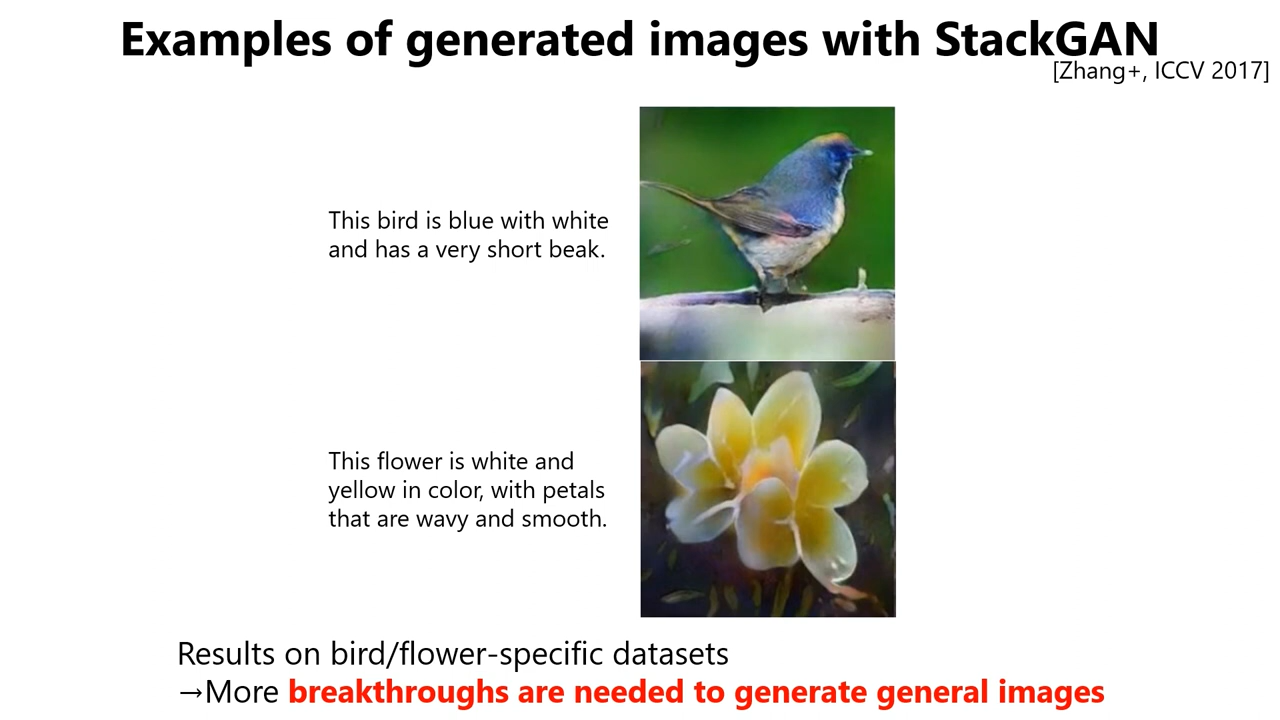 Examples of generated images with StackGAN
[Zhang+, ICCV 2017]
This bird is blue with white
and has a very short beak.
This flower is white and
yellow in color, with petals
that are wavy and smooth.
Results on bird/flower-specific datasets
→More breakthroughs are needed to generate general images